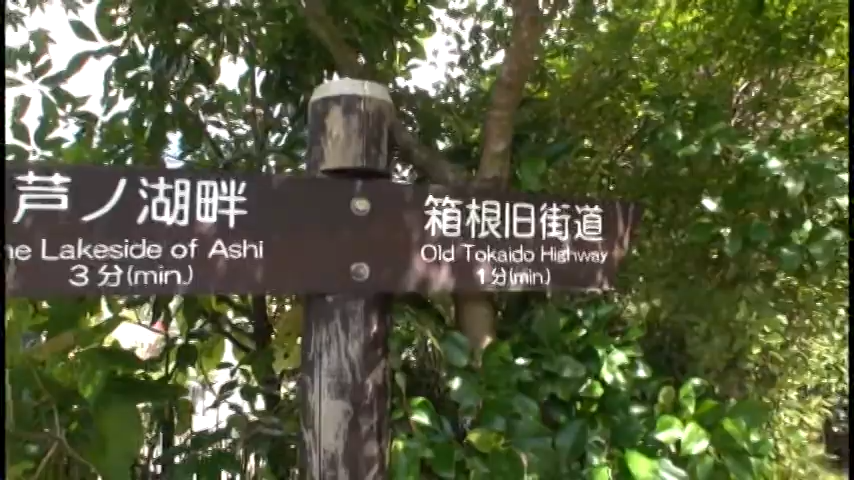 芦ノ湖畔
he Lakeside of Ashi
3分(min.)
箱根旧街道
Old Tokaido Highway
1分(min.)